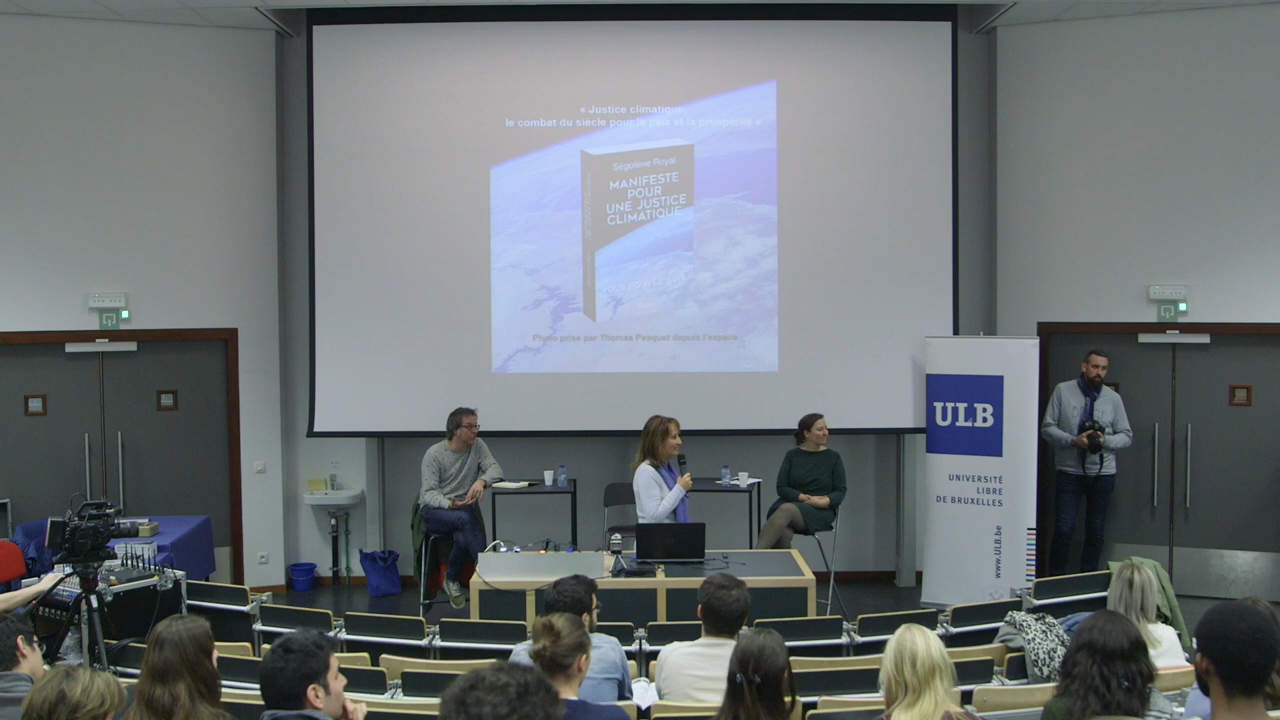 « Justice climatique,
le combat du siècle pour la paix et la prospérité »
Ségolène Royal
MANIFESTE
POUR
UNE JUSTICE
CLIMATIQUE
Photo prise par Thomas Pesquet depuis l'espace
ULB
UNIVERSITÉ
LIBRE
DE BRUXELLES
www.ULB.be